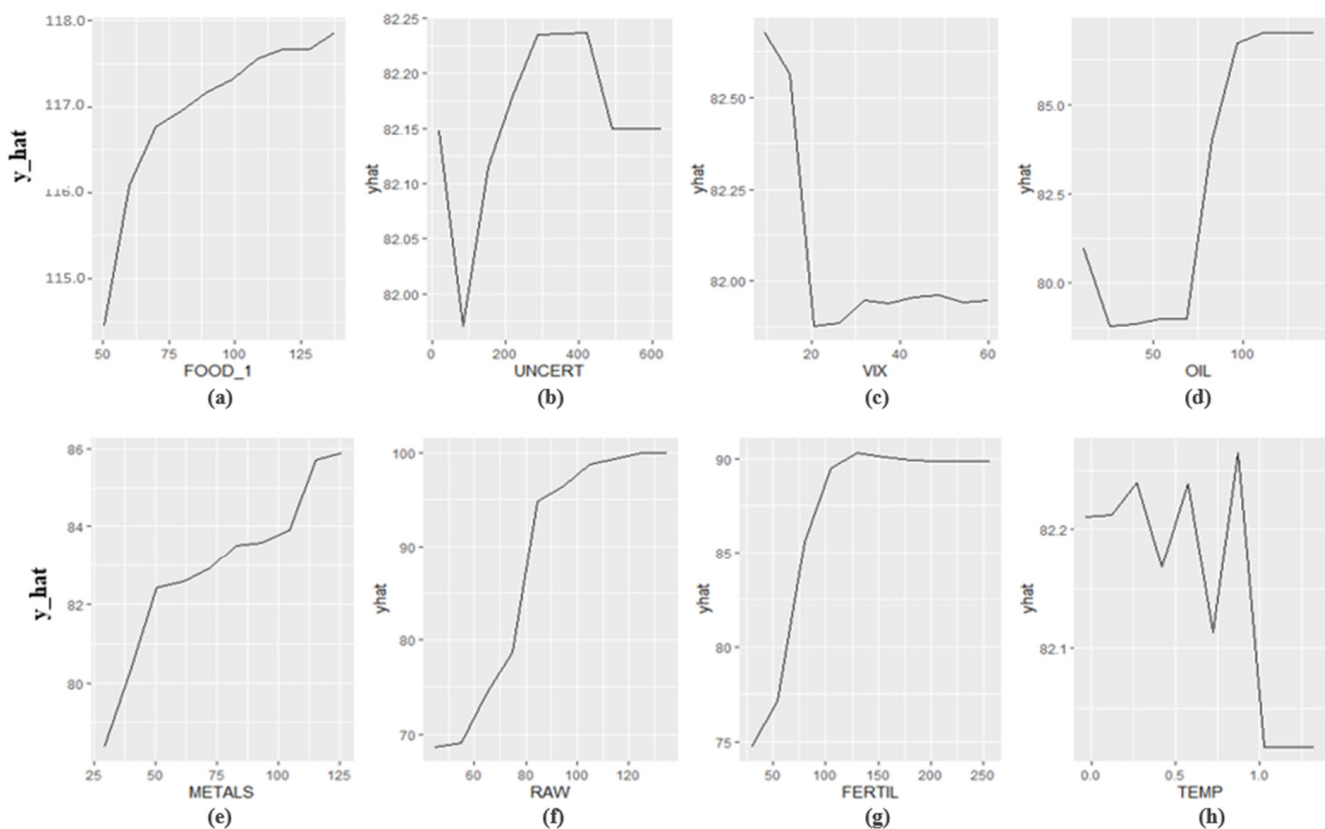 118.0
117.0
116.0
115.0
y_hat
50 75 100 125
FOOD_1
(a)
82.25
82.20
82.15
82.10
82.05
82.00
yhat
0 200 400 600
UNCERT
(b)
82.50
82.25
82.00
yhat
20 40 60
VIX
(c)
85.0
82.5
80.0
yhat
50 100
OIL
(d)
86
84
82
80
y_hat
25 50 75 100 125
METALS
(e)
100
90
80
70
yhat
60 80 100 120
RAW
(f)
90
85
80
75
yhat
50 100 150 200 250
FERTIL
(g)
82.2
82.1
yhat
0.0 0.5 1.0
TEMP
(h)